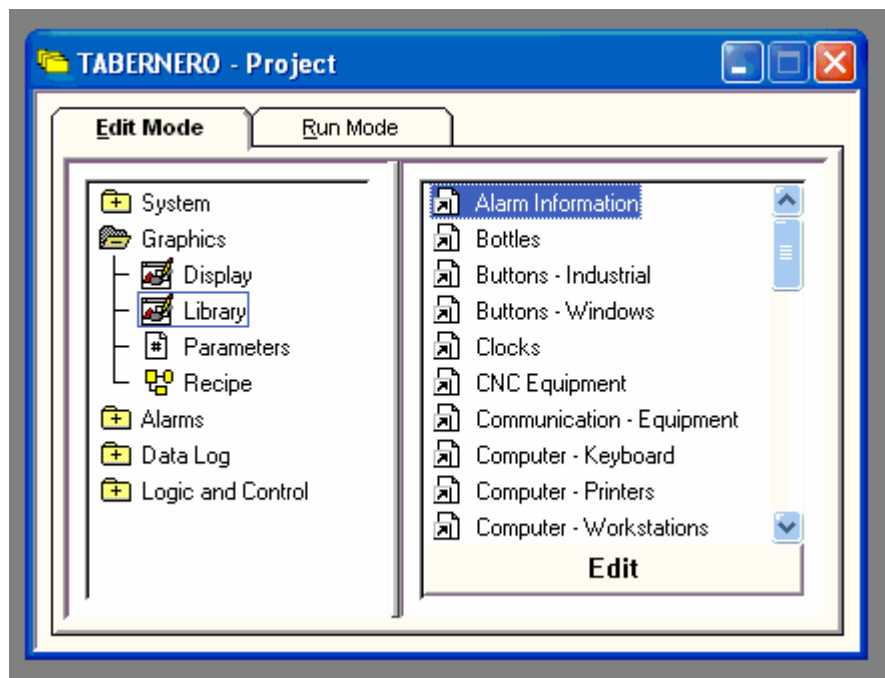 TABERNERO - Project
Edit Mode
Run Mode
System
Graphics
Display
Library
Parameters
Recipe
Alarms
Data Log
Logic and Control
Alarm Information
Bottles
Buttons - Industrial
Buttons - Windows
Clocks
CNC Equipment
Communication - Equipment
Computer - Keyboard
Computer - Printers
Computer - Workstations
Edit